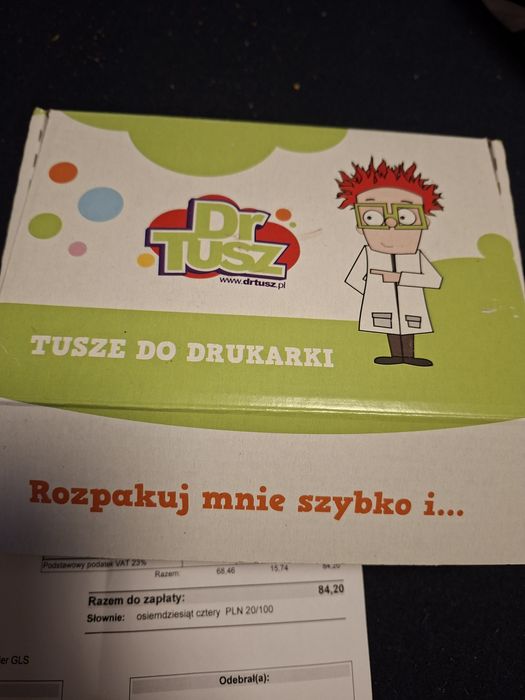 Dr
TUSZ
www.drtusz.pl
TUSZE DO DRUKARKI
Rozpakuj mnie szybko i...
Podstawowy podatek VAT 23%
Razem: 68,46 15,74 84,20
Razem do zapłaty: 84,20
Słownie: osiemdziesiąt cztery PLN 20/100
ier GLS
Odebrał(a):